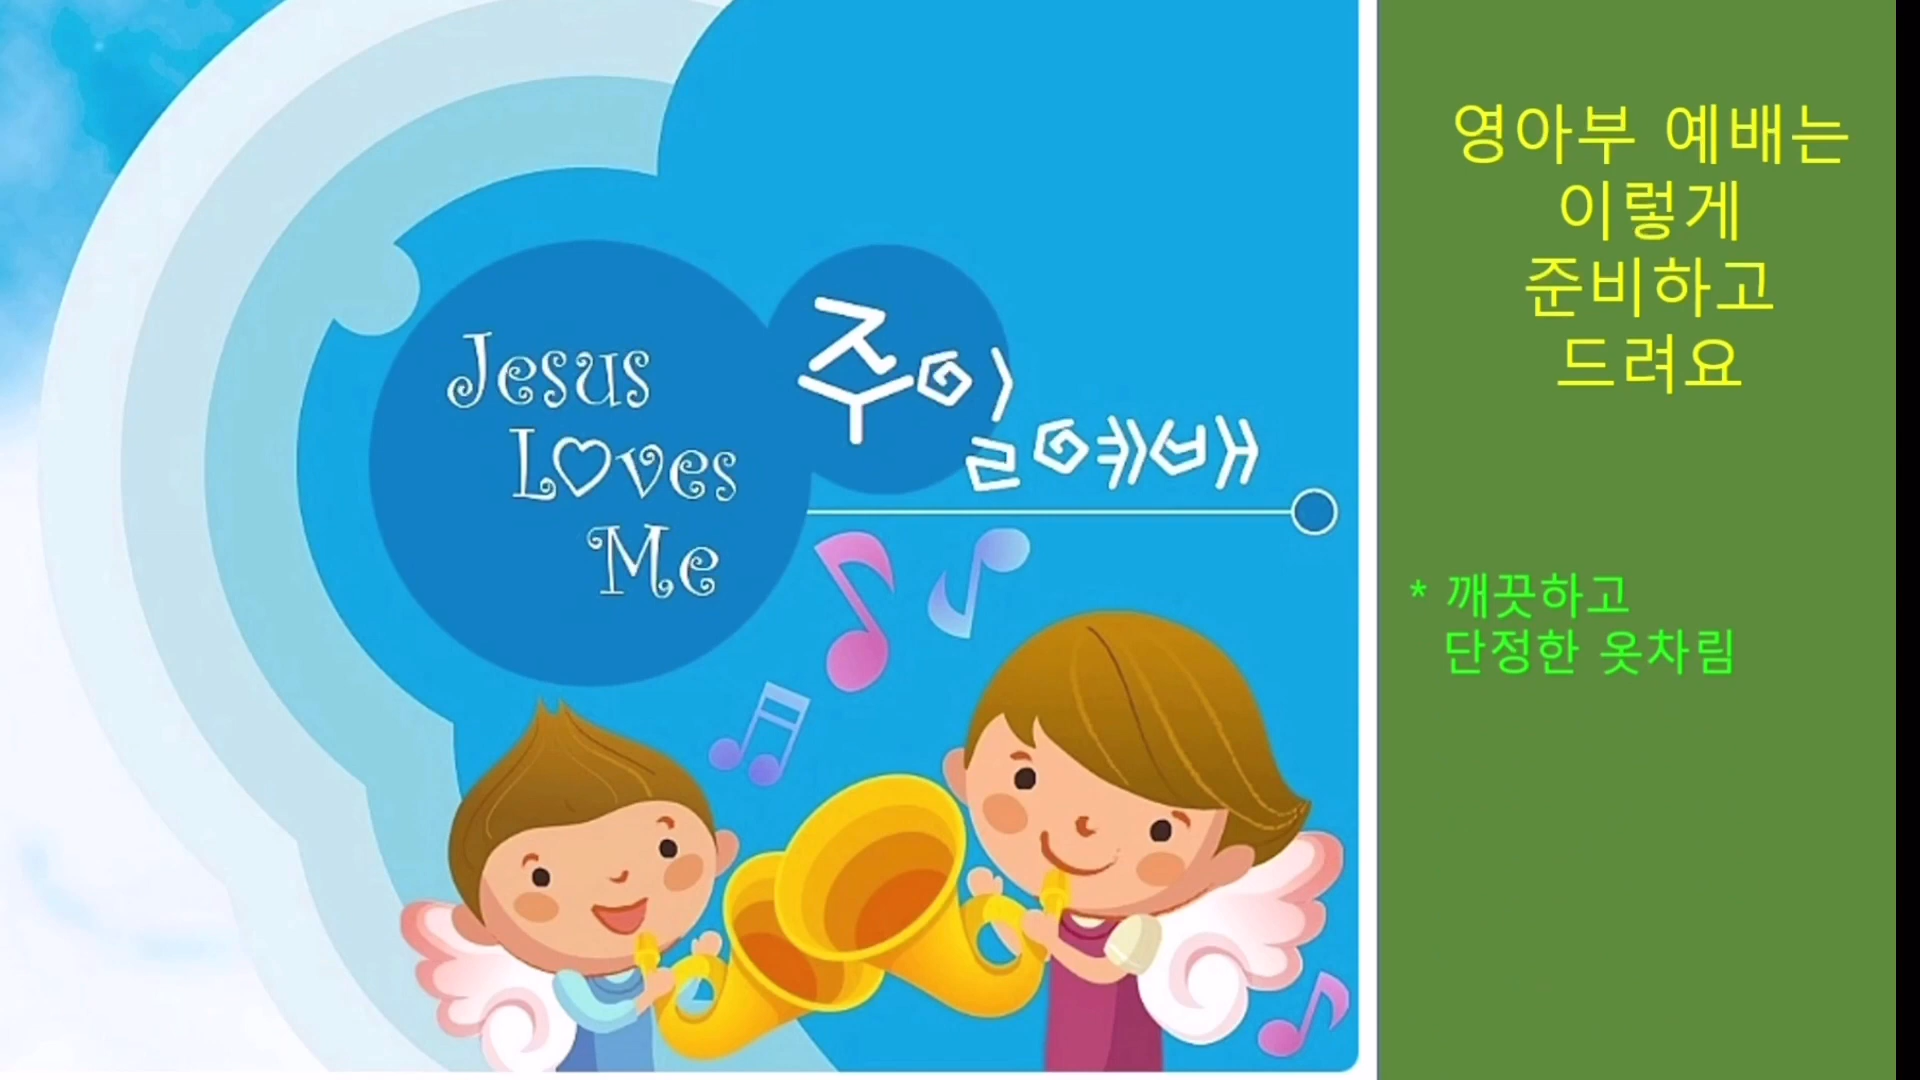 Jesus
Loves
Me
주일
일예배
영아부 예배는
이렇게
준비하고
드려요
* 깨끗하고
단정한 옷차림